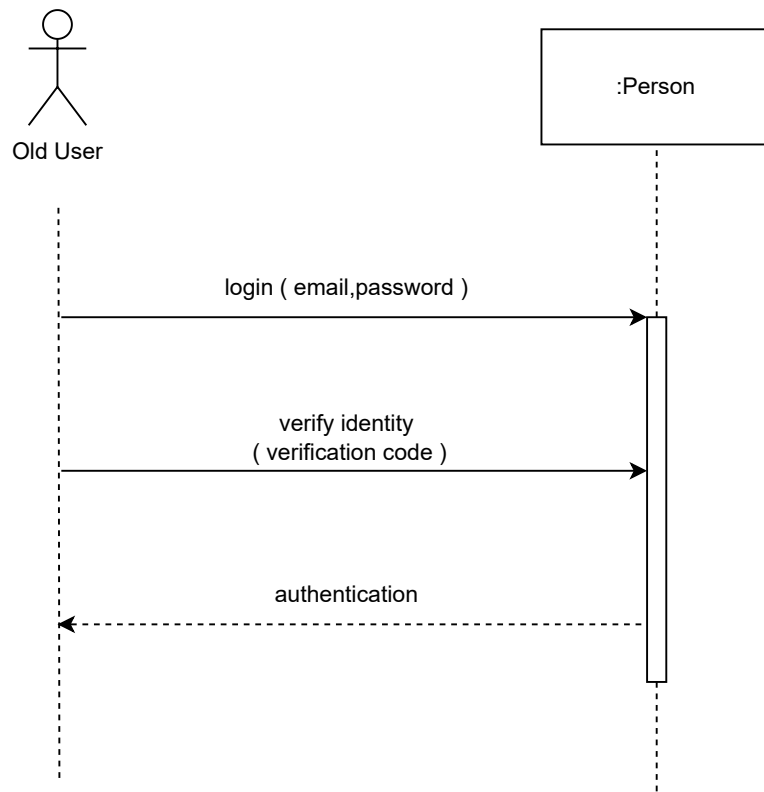 :Person
Old User
login ( email,password )
verify identity
( verification code )
authentication